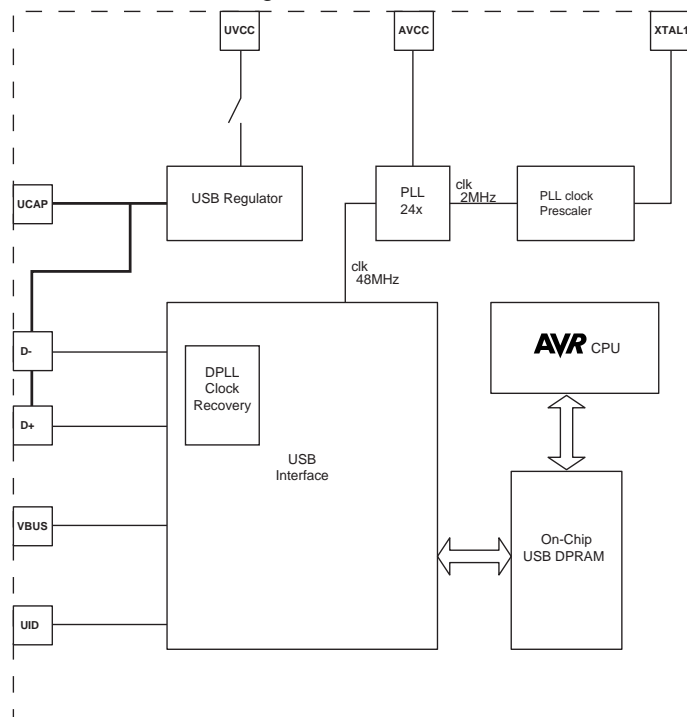 UVCC
AVCC
XTAL1
UCAP
USB Regulator
PLL
24x
clk
2MHz
PLL clock
Prescaler
clk
48MHz
D-
DPLL
Clock
Recovery
AVR CPU
D+
USB
Interface
VBUS
On-Chip
USB DPRAM
UID